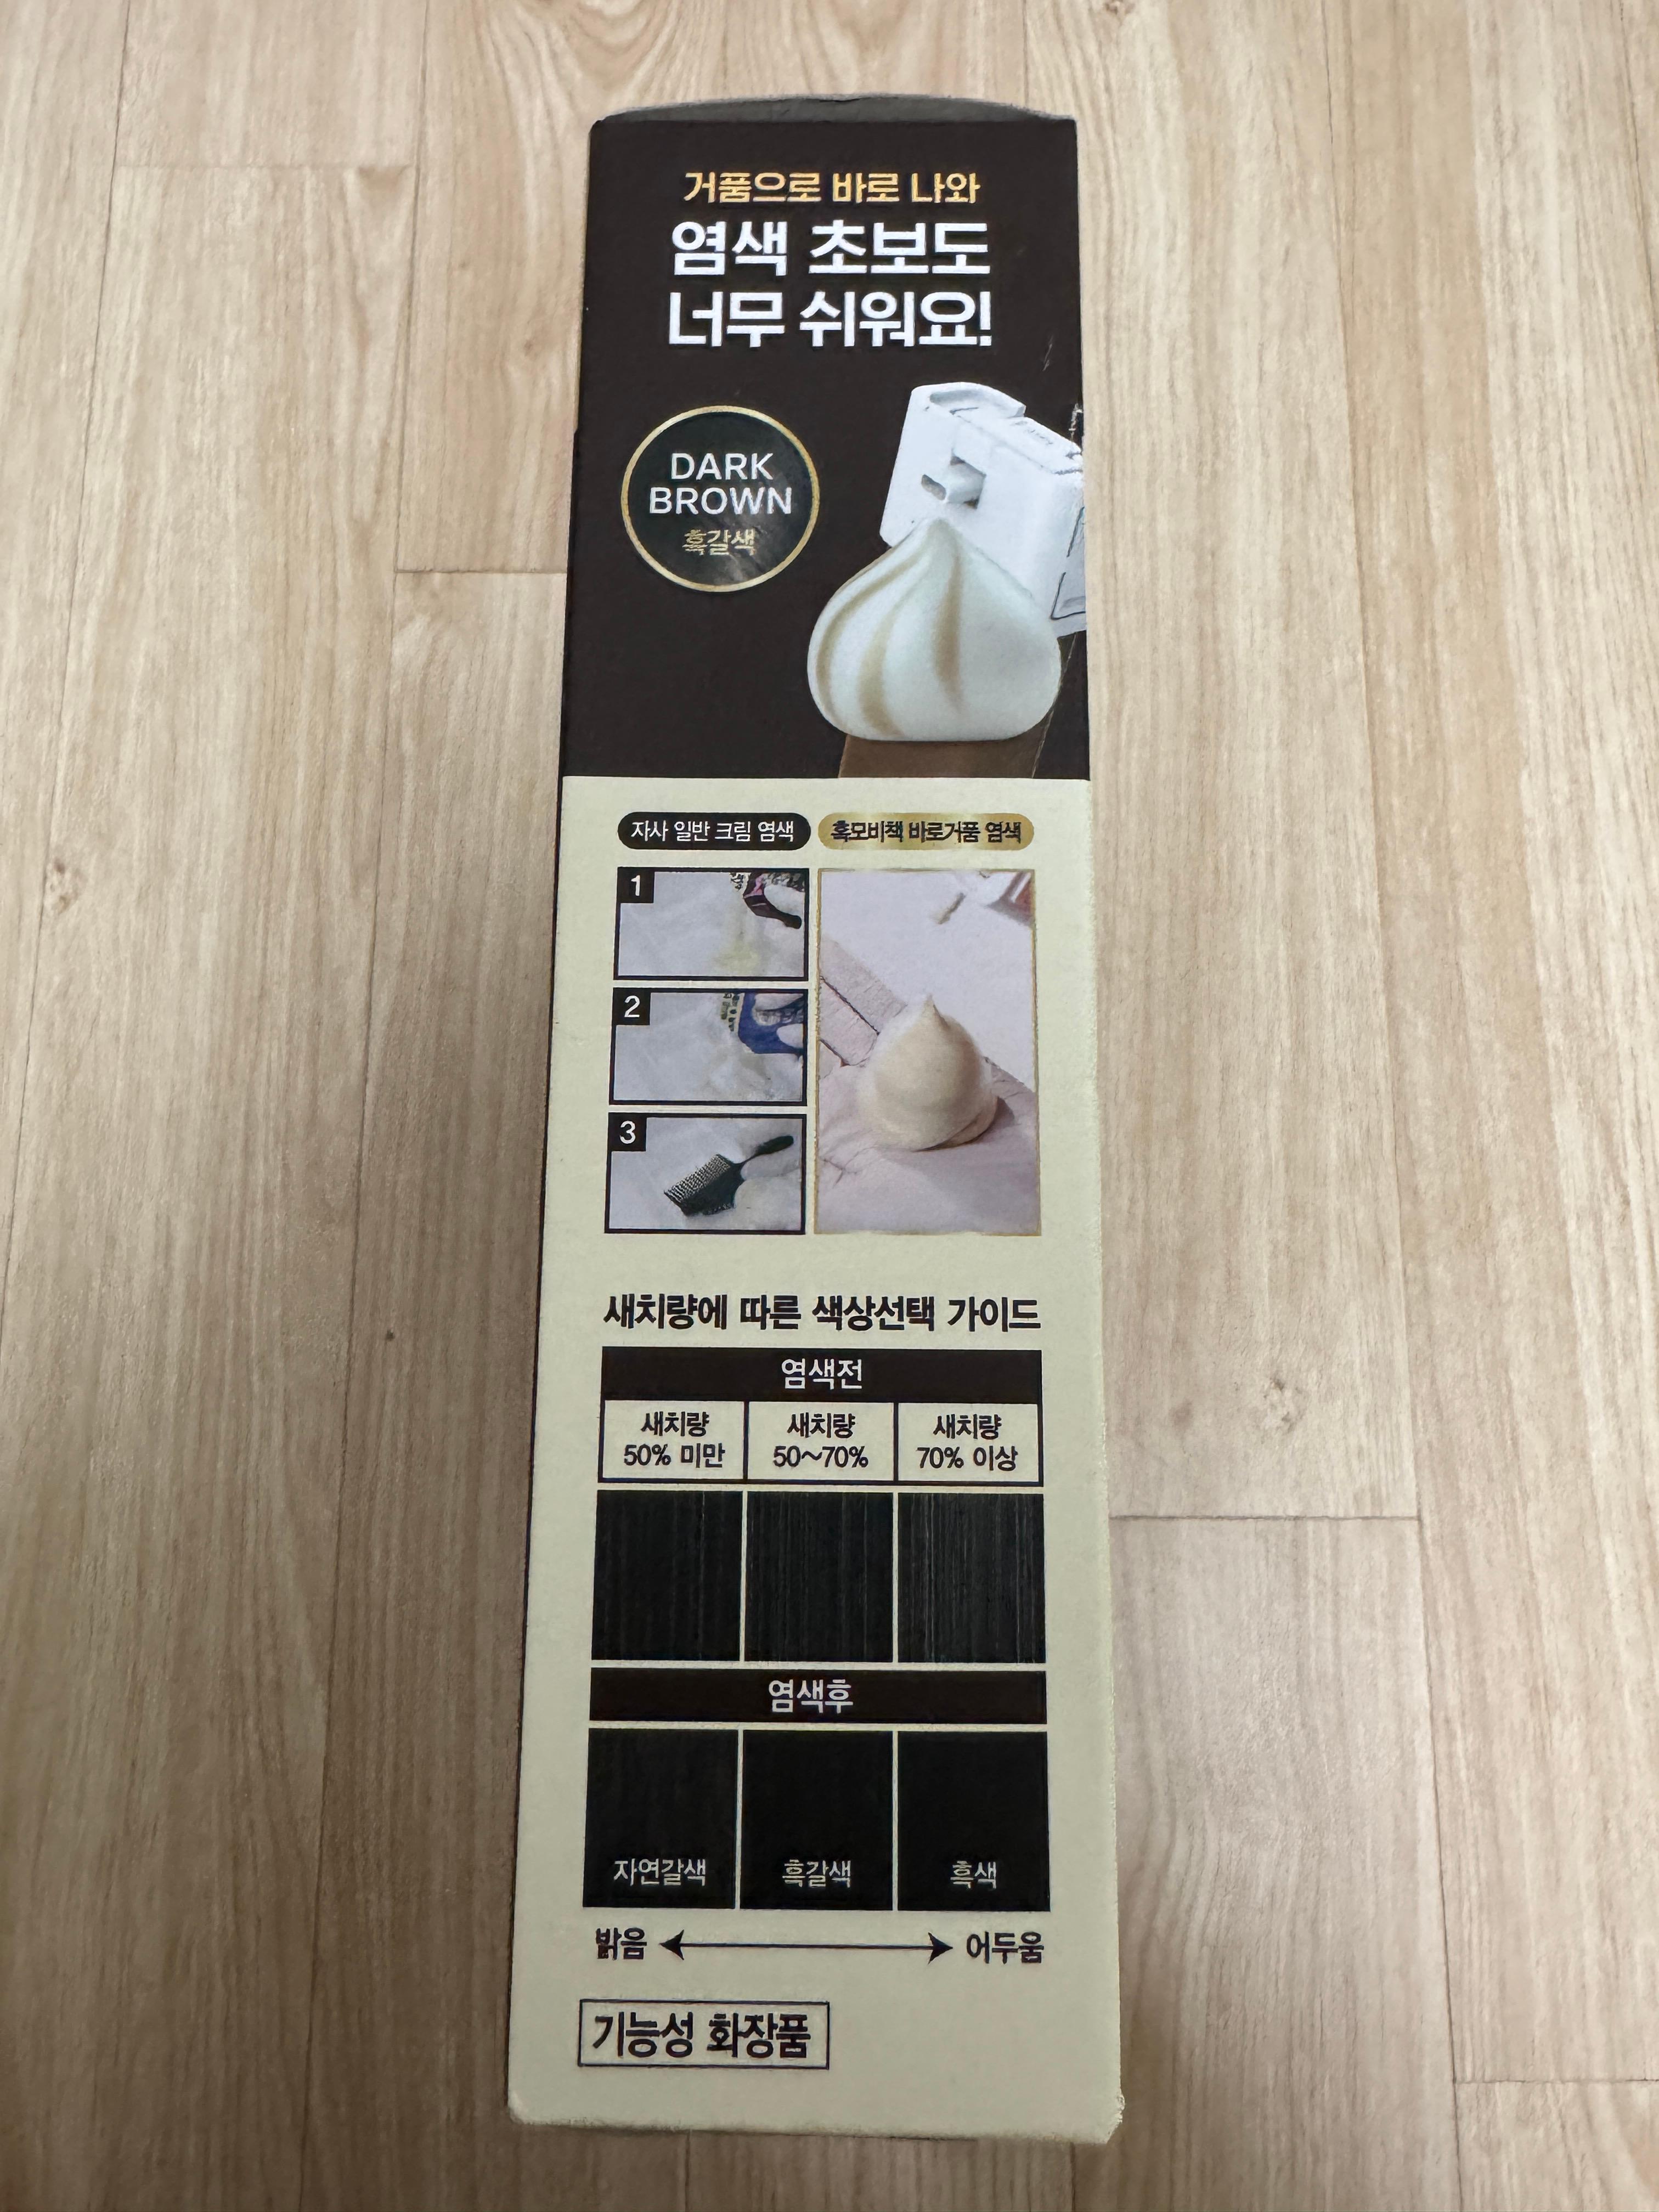 거품으로 바로 나와
염색 초보도
너무 쉬워요!
DARK
BROWN
흑갈색
자사 일반 크림 염색
흑모비책 바로거품 염색
1
2
3
새치량에 따른 색상선택 가이드
염색전
새치량
50% 미만
새치량
50~70%
새치량
70% 이상
염색후
자연갈색
흑갈색
흑색
밝음
어두움
기능성 화장품